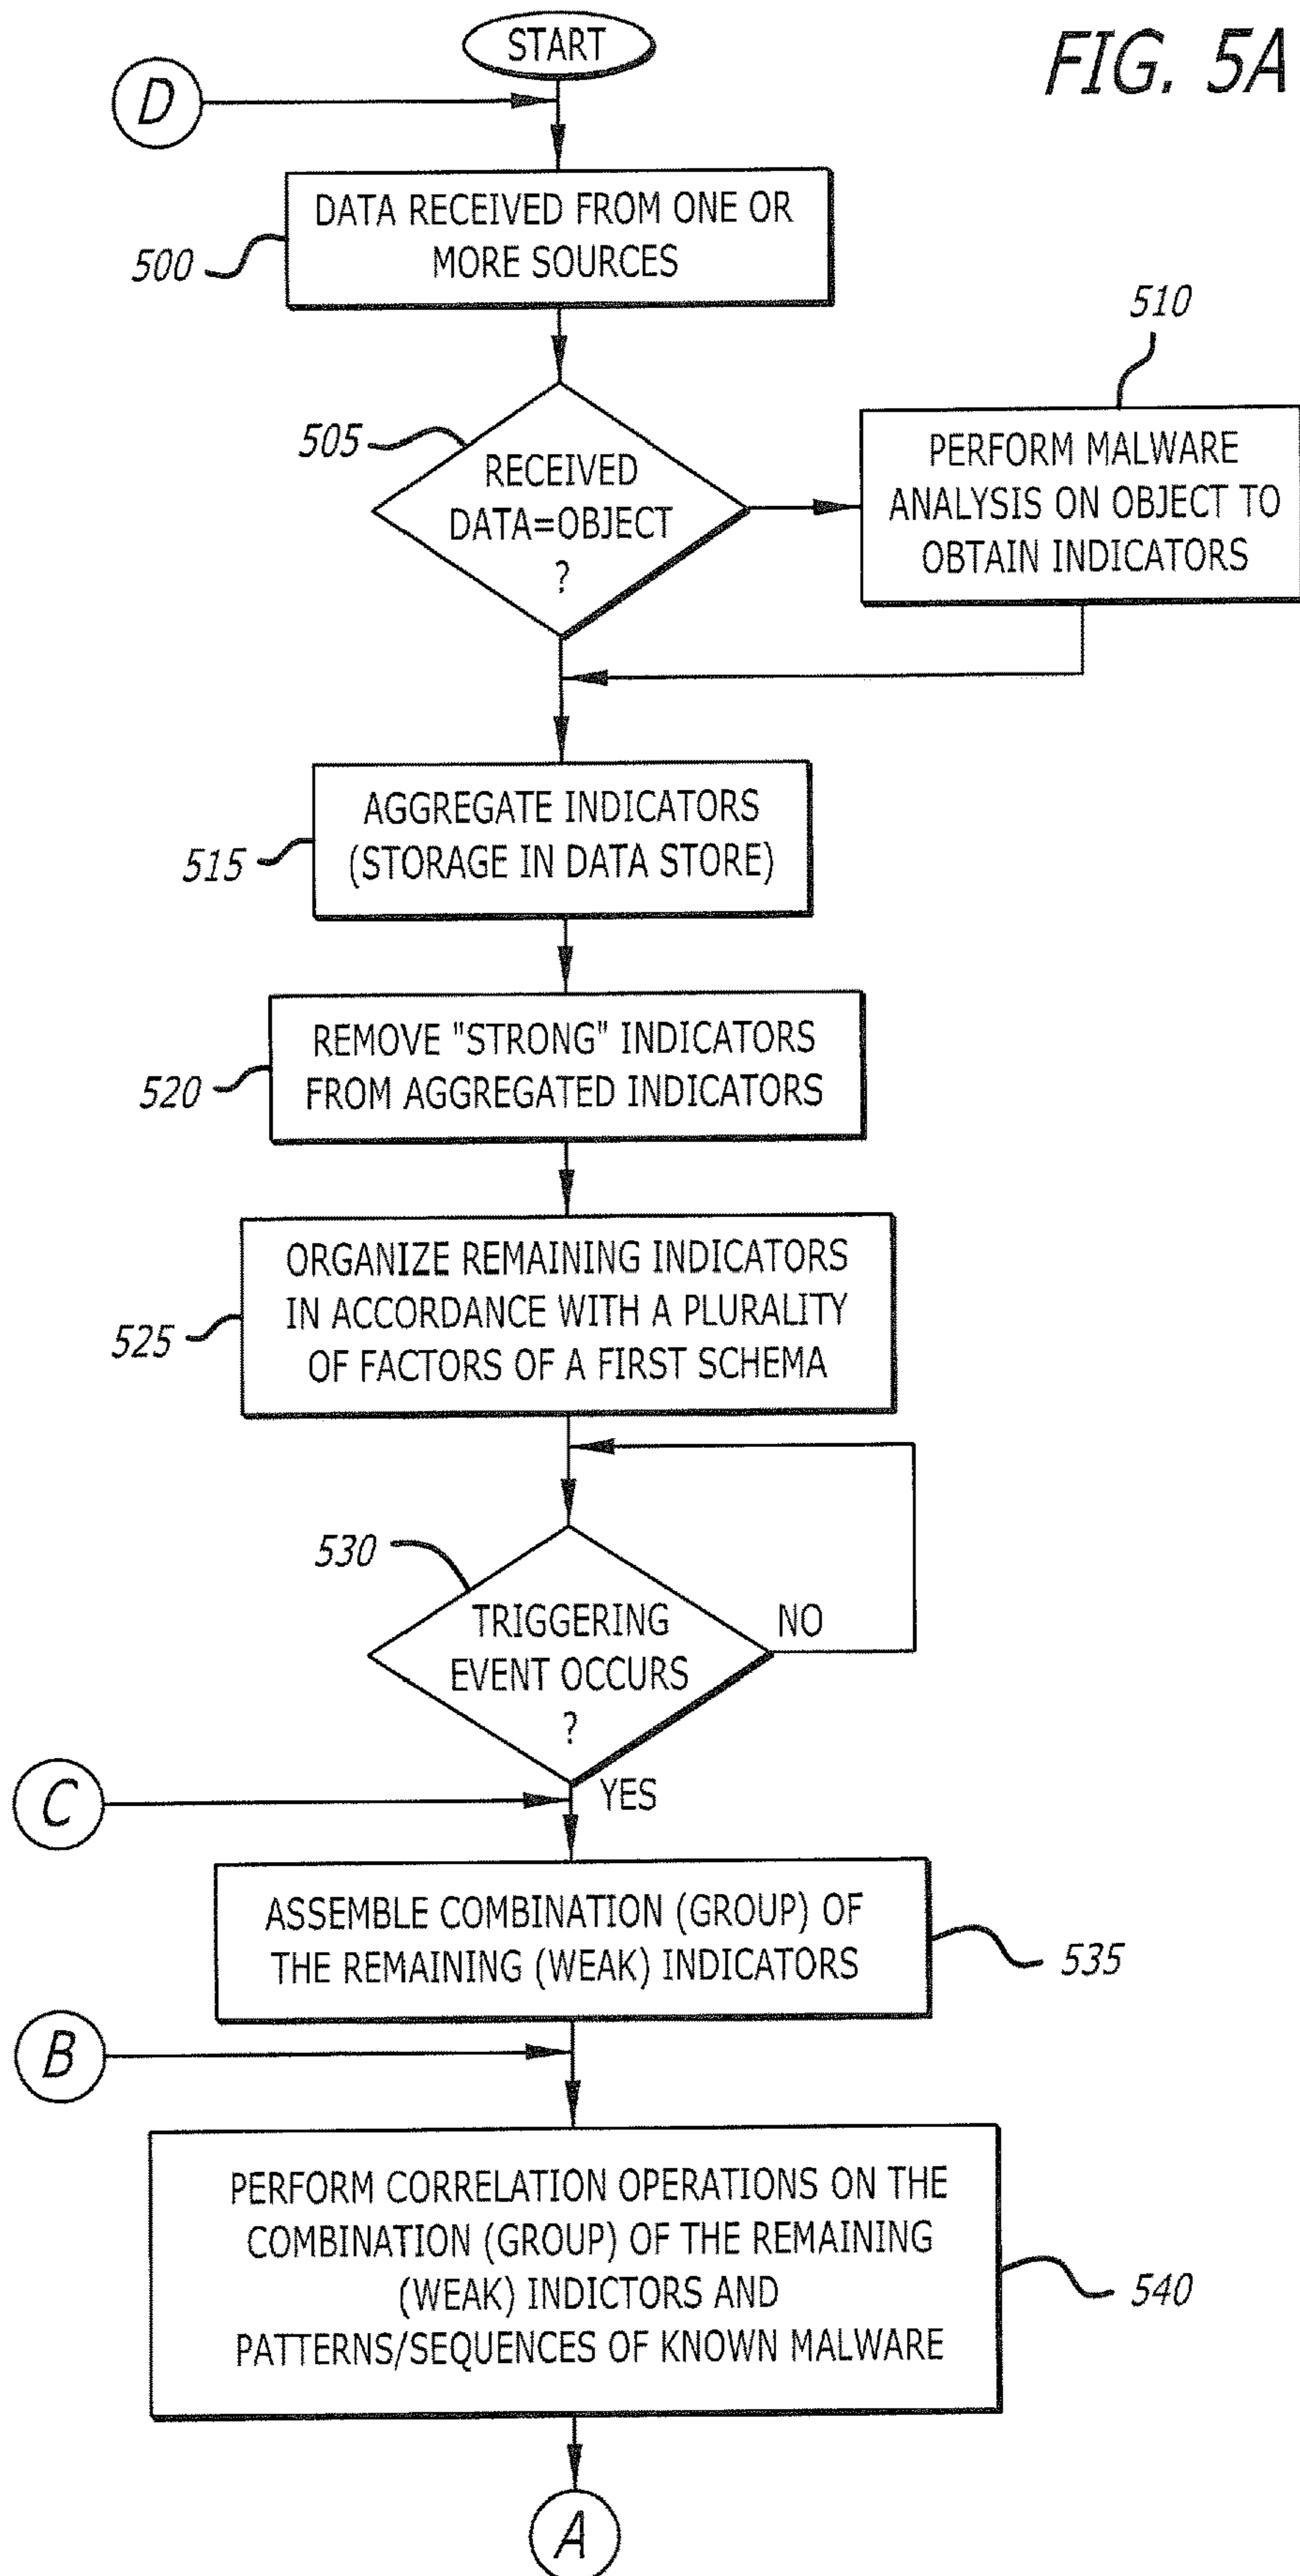 START
FIG. 5A
D
DATA RECEIVED FROM ONE OR
MORE SOURCES
500
510
505
RECEIVED
DATA=OBJECT
?
PERFORM MALWARE
ANALYSIS ON OBJECT TO
OBTAIN INDICATORS
AGGREGATE INDICATORS
(STORAGE IN DATA STORE)
515
REMOVE "STRONG" INDICATORS
FROM AGGREGATED INDICATORS
520
ORGANIZE REMAINING INDICATORS
IN ACCORDANCE WITH A PLURALITY
OF FACTORS OF A FIRST SCHEMA
525
530
TRIGGERING
EVENT OCCURS
?
NO
YES
C
ASSEMBLE COMBINATION (GROUP) OF
THE REMAINING (WEAK) INDICATORS
535
B
PERFORM CORRELATION OPERATIONS ON THE
COMBINATION (GROUP) OF THE REMAINING
(WEAK) INDICTORS AND
PATTERNS/SEQUENCES OF KNOWN MALWARE
540
A